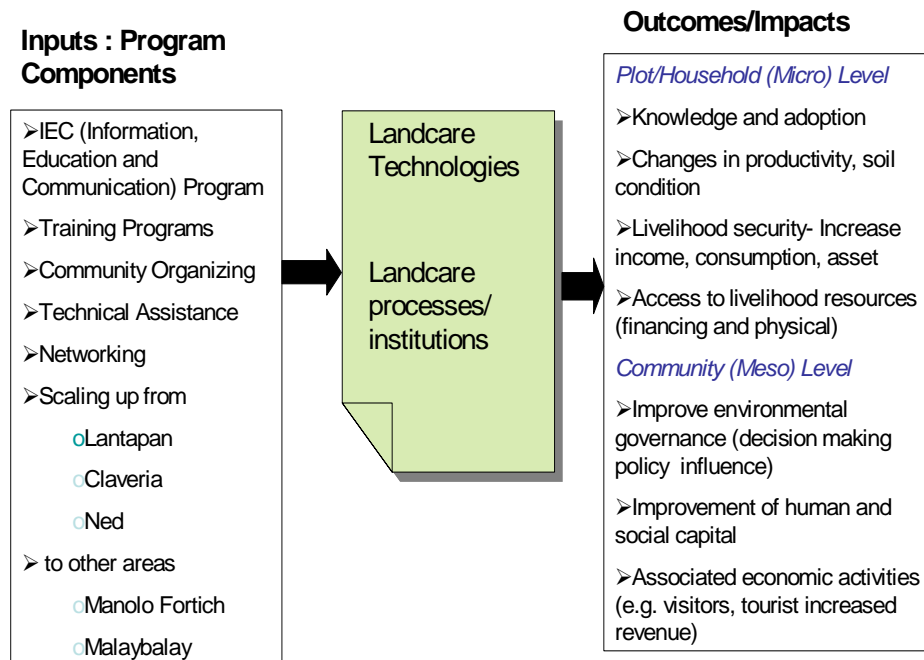 Inputs : Program
Components
➢IEC (Information,
Education and
Communication) Program
➢Training Programs
➢Community Organizing
➢Technical Assistance
➢Networking
➢Scaling up from
oLantapan
oClaveria
oNed
➢ to other areas
oManolo Fortich
oMalaybalay
Landcare
Technologies
Landcare
processes/
institutions
Outcomes/Impacts
Plot/Household (Micro) Level
➢Knowledge and adoption
➢Changes in productivity, soil
condition
➢Livelihood security- Increase
income, consumption, asset
➢Access to livelihood resources
(financing and physical)
Community (Meso) Level
➢Improve environmental
governance (decision making
policy influence)
➢Improvement of human and
social capital
➢Associated economic activities
(e.g. visitors, tourist increased
revenue)